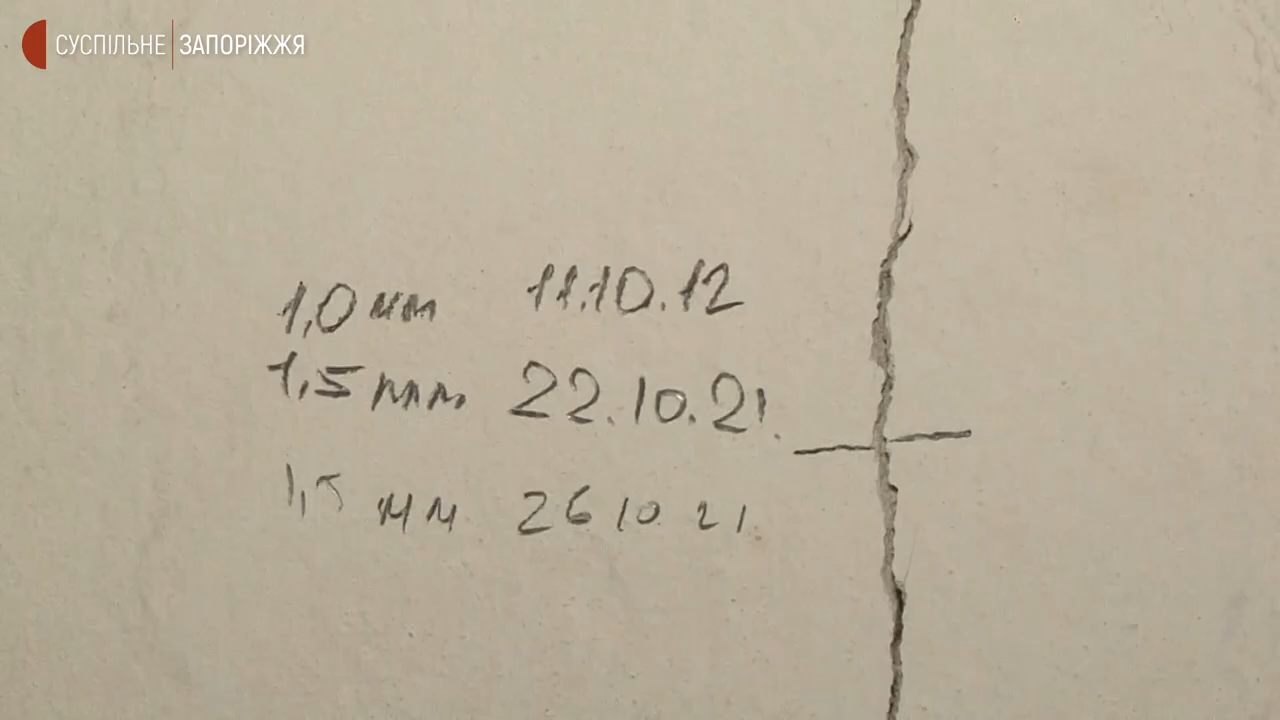 СУСПІЛЬНЕ ЗАПОРІЖЖЯ
1,0 мм 11.10.12
1,5 мм 22.10.21.
1,5 мм 26 10 21